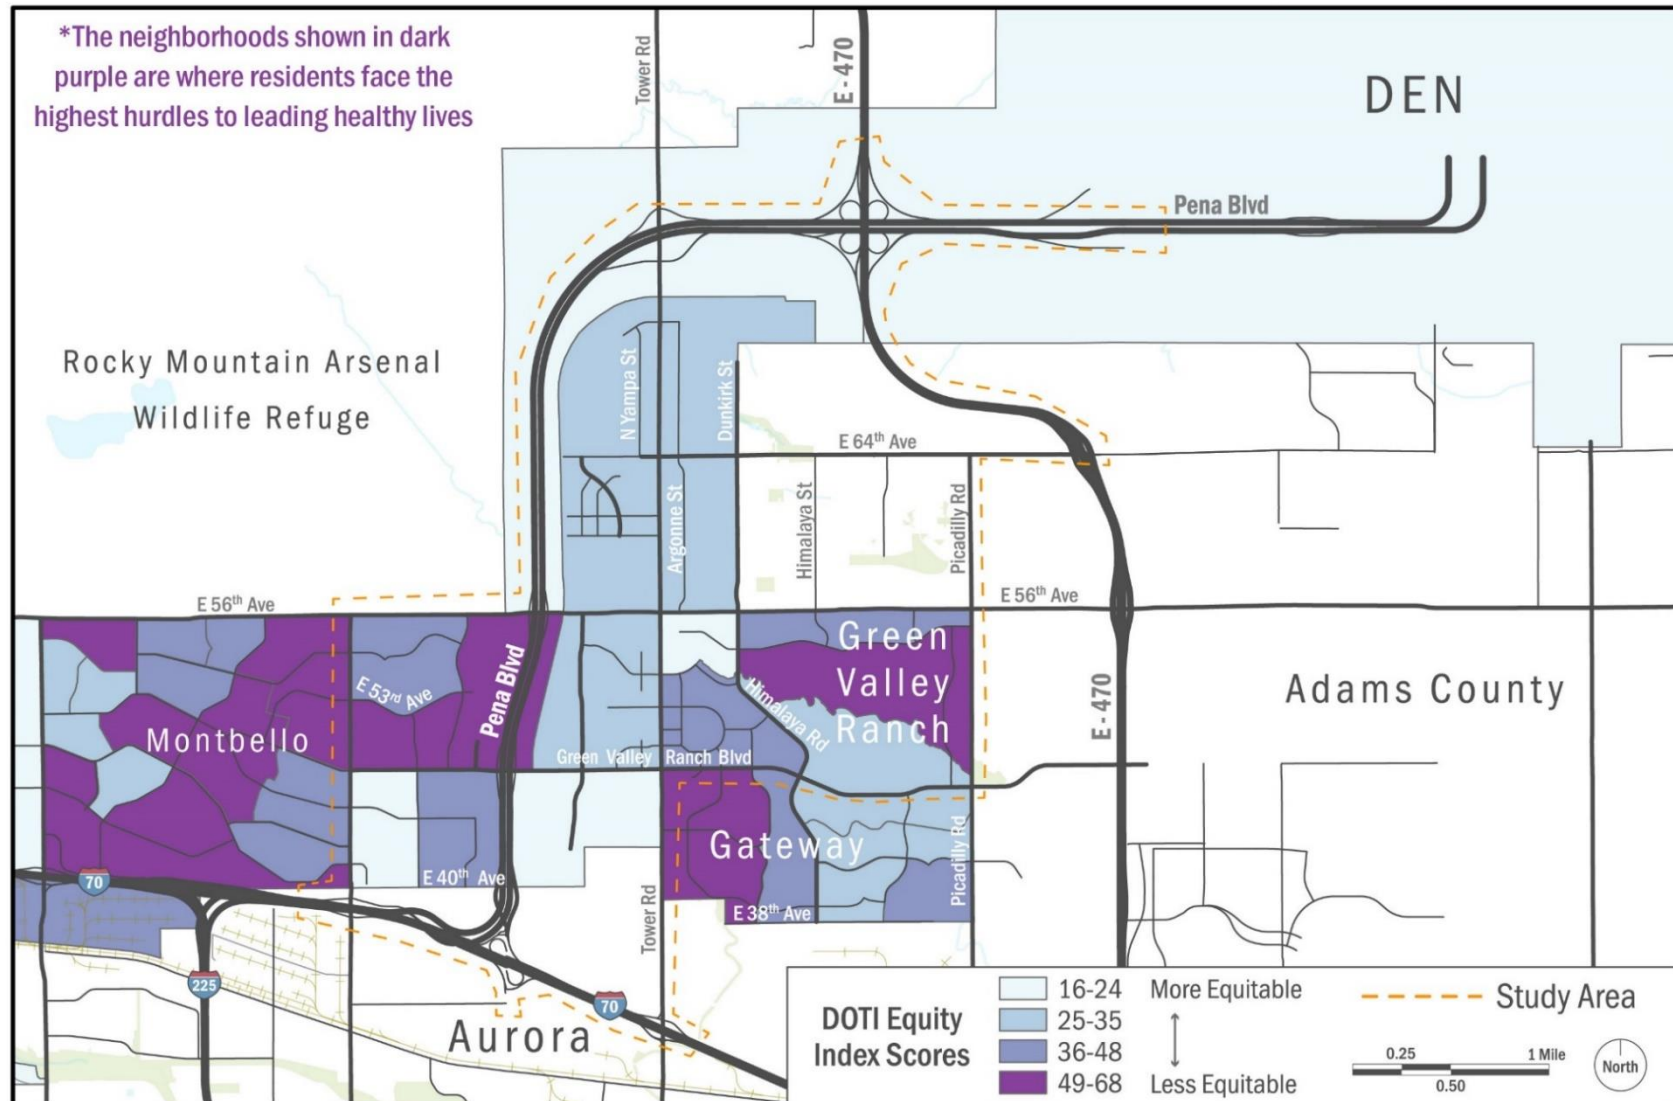 *The neighborhoods shown in dark
purple are where residents face the
highest hurdles to leading healthy lives
Tower Rd
E - 470
DEN
Pena Blvd
Rocky Mountain Arsenal
Wildlife Refuge
N Yampa St
Dunkirk St
E 64th Ave
Argonne St
Himalaya St
Picadilly Rd
E 56th Ave
E 56th Ave
Green
Valley
Ranch
E 53rd Ave
Pena Blvd
Himalaya Rd
E - 470
Adams County
Montbello
Green Valley Ranch Blvd
Gateway
Picadilly Rd
70
E 40th Ave
E 38th Ave
Tower Rd
225
70
Aurora
DOTI Equity
Index Scores
16-24 More Equitable
25-35
36-48
49-68 Less Equitable
Study Area
0.25 1 Mile
0.50
North